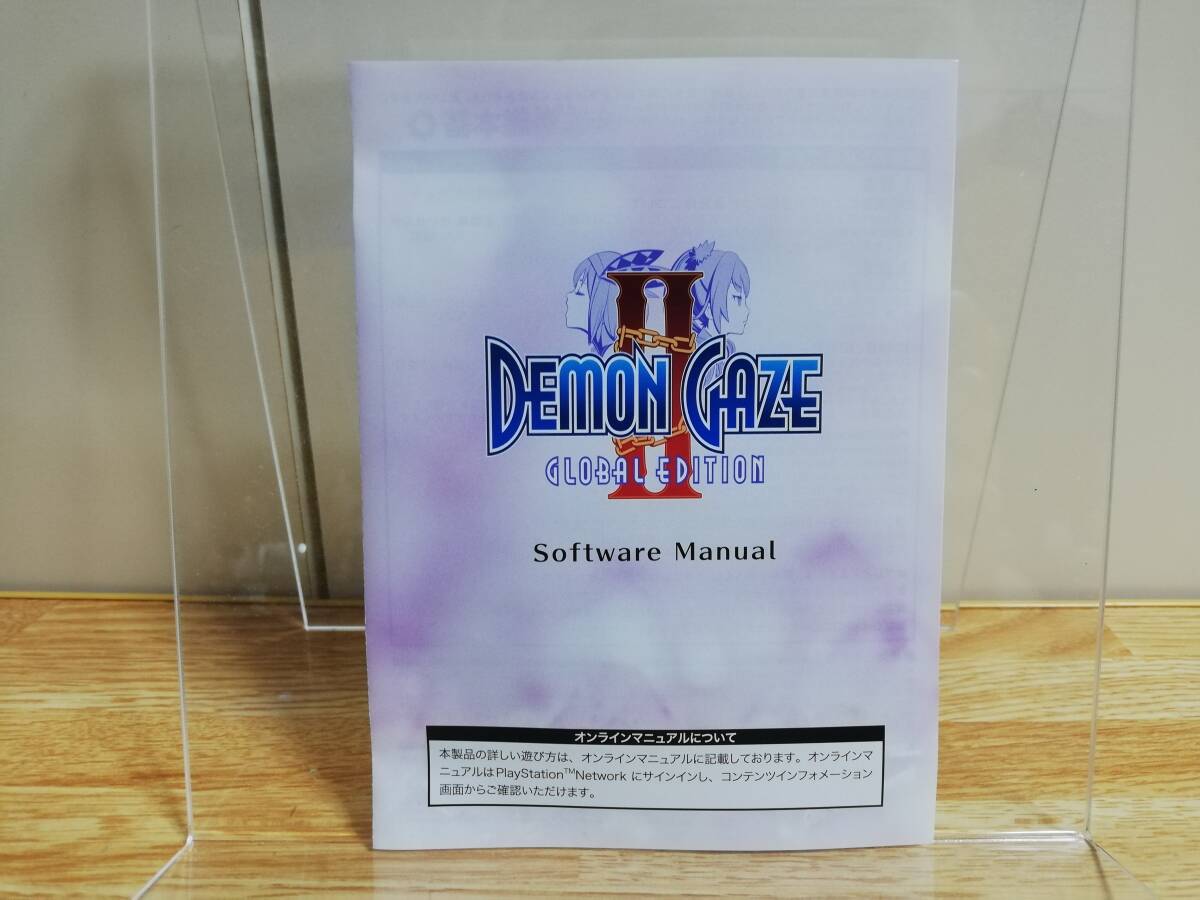 II
DEMON GAZE
GLOBAL EDITION
Software Manual
オンラインマニュアルについて
本製品の詳しい遊び方は、オンラインマニュアルに記載しております。オンラインマ
ニュアルはPlayStation™Network にサインインし、コンテンツインフォメーション
画面からご確認いただけます。